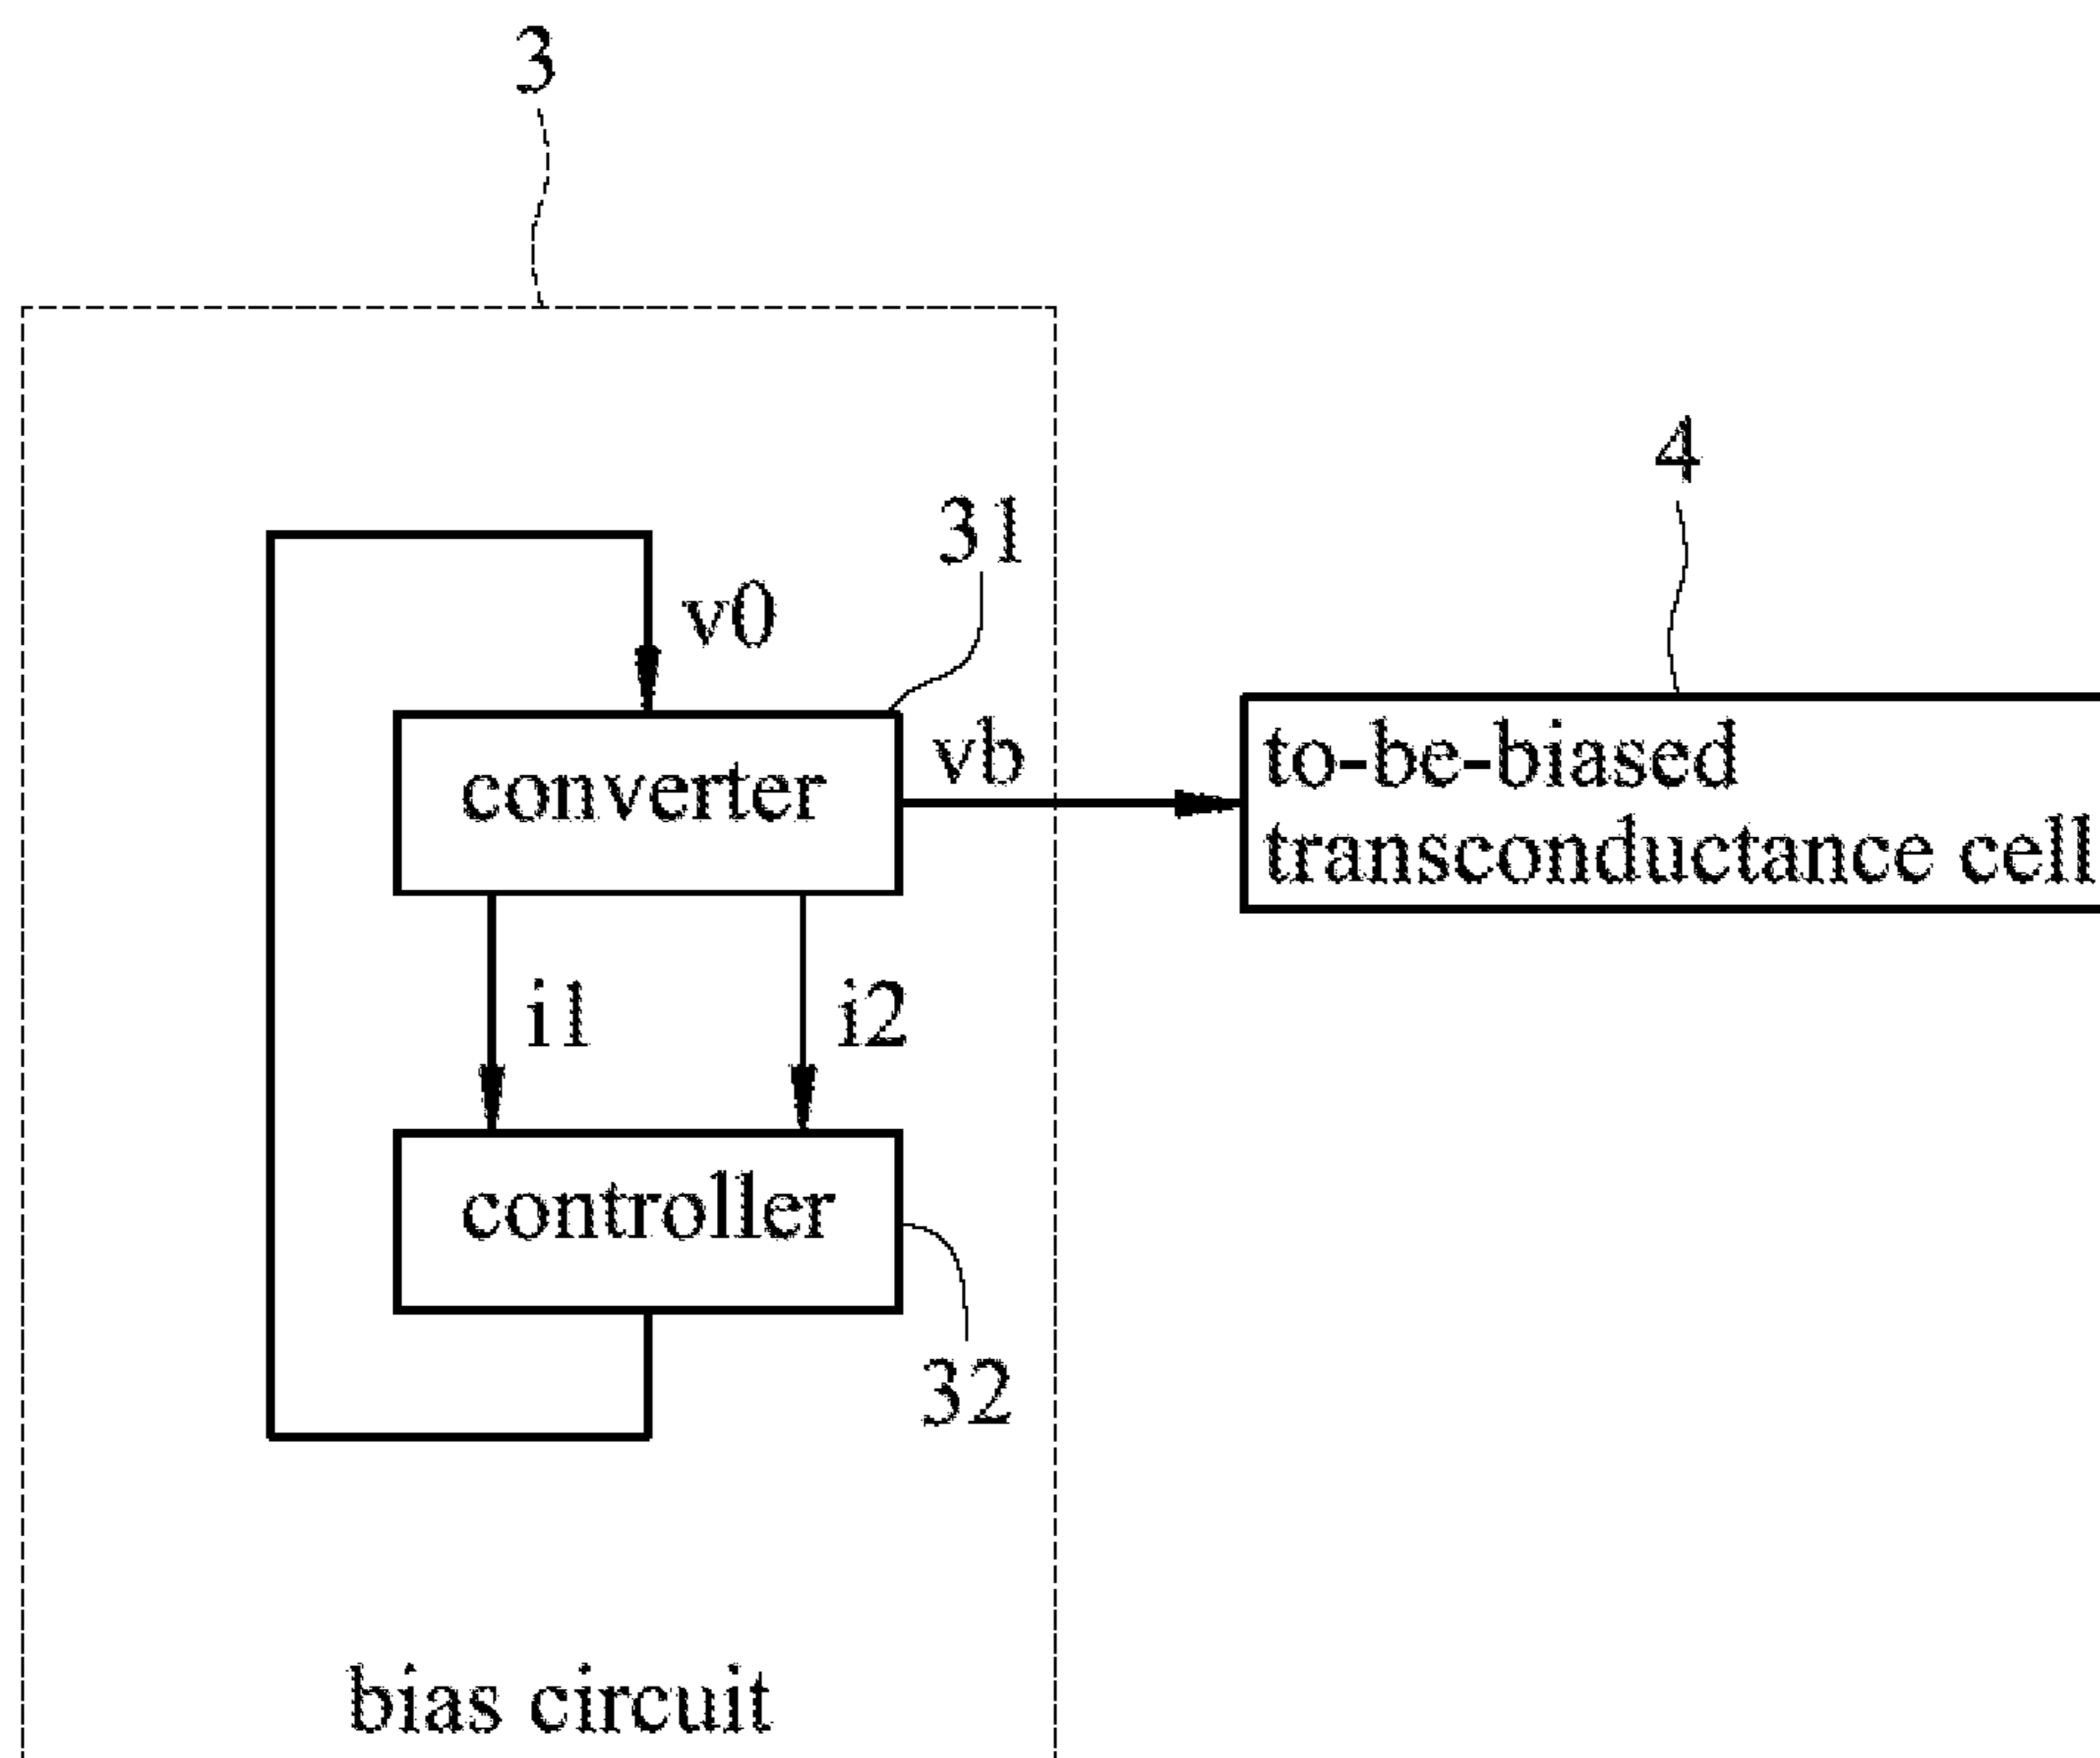 3
4
31
v0
vb
converter
to-be-biased
transconductance cell
i1
i2
controller
32
bias circuit